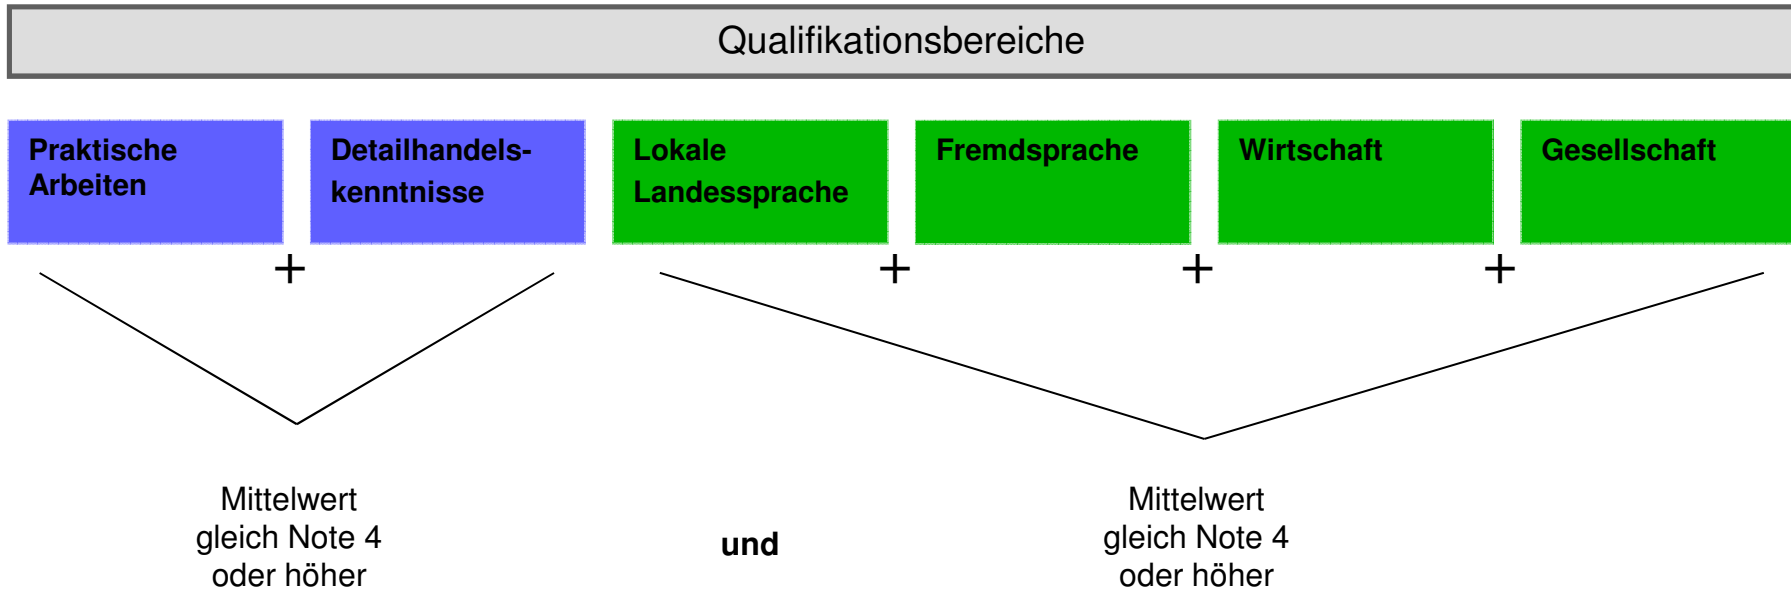 Qualifikationsbereiche
Praktische
Arbeiten
Detailhandels-
kenntnisse
Lokale
Landessprache
Fremdsprache
Wirtschaft
Gesellschaft
+
+
+
+
Mittelwert
gleich Note 4
oder höher
und
Mittelwert
gleich Note 4
oder höher